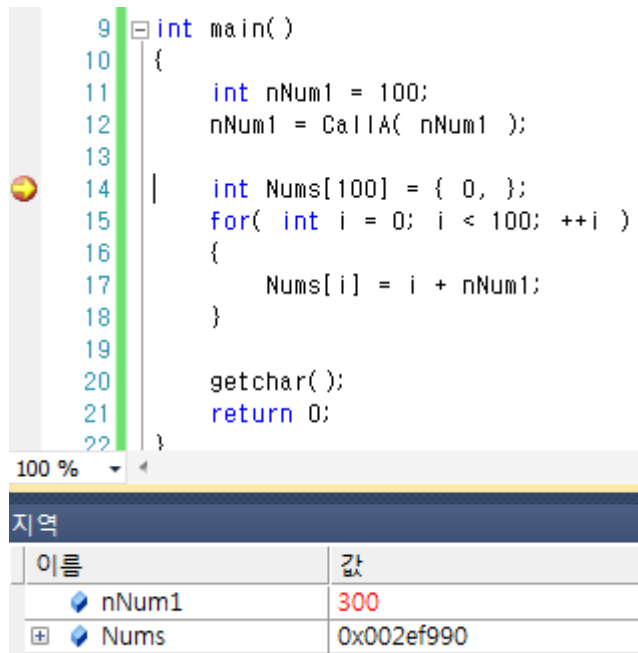 9 int main()
10 {
11 int nNum1 = 100;
12 nNum1 = CallA( nNum1 );
13
14 int Nums[100] = { 0, };
15 for( int i = 0; i < 100; ++i )
16 {
17 Nums[i] = i + nNum1;
18 }
19
20 getchar();
21 return 0;
22 }
100 %
지역
이름 값
nNum1 300
Nums 0x002ef990